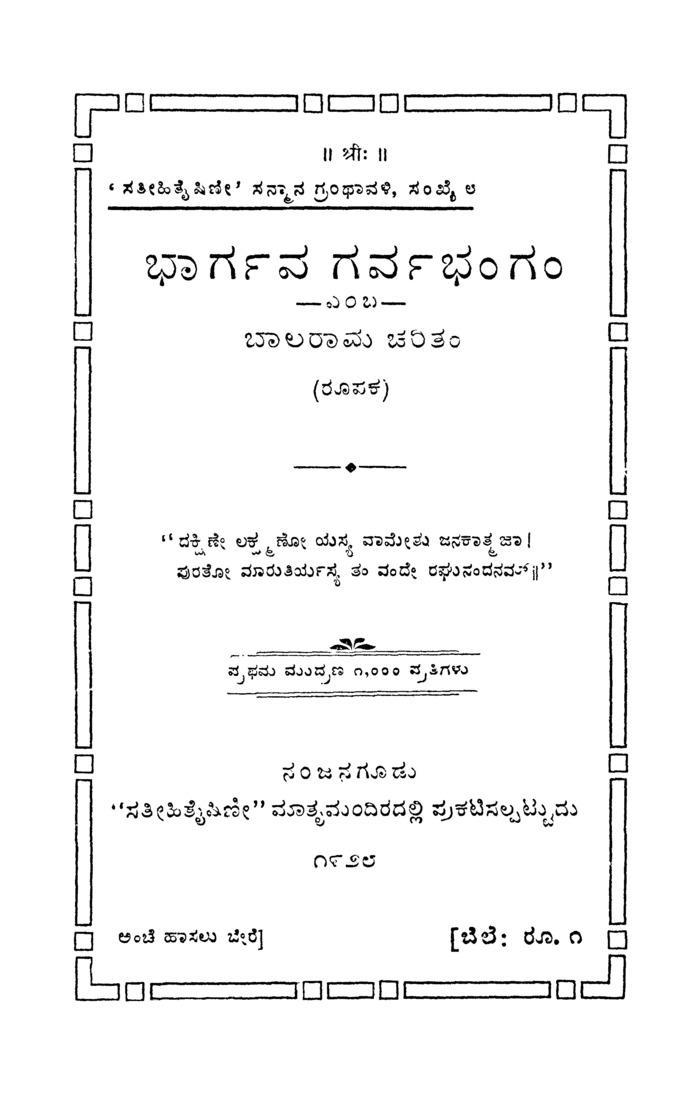 ॥ श्रीः ॥
‘ ಸತೀಹಿತೈಷಿಣೀ’ ಸನ್ಮಾನ ಗ್ರಂಥಾವಳಿ, ಸಂಖ್ಯೆ ೮
ಭಾರ್ಗವ ಗರ್ವಭಂಗಂ
—ಎಂಬ—
ಬಾಲರಾಮ ಚರಿತಂ
(ರೂಪಕ)
“ ದಕ್ಷಿಣೇ ಲಕ್ಷ್ಮಣೋ ಯಸ್ಯ ವಾಮೇತು ಜನಕಾತ್ಮಜಾ।
ಪುರತೋ ಮಾರುತಿರ್ಯಸ್ಯ ತಂ ವಂದೇ ರಘುನಂದನಮ್॥”
ಪ್ರಥಮ ಮುದ್ರಣ ೧,೦೦೦ ಪ್ರತಿಗಳು
ನಂಜನಗೂಡು
“ಸತೀಹಿತೈಷಿಣೀ” ಮಾತೃಮಂದಿರದಲ್ಲಿ ಪ್ರಕಟಿಸಲ್ಪಟ್ಟುದು
೧೯೨೮
ಅಂಚೆ ಹಾಸಲು ಬೇರೆ] [ಬೆಲೆ: ರೂ. ೧